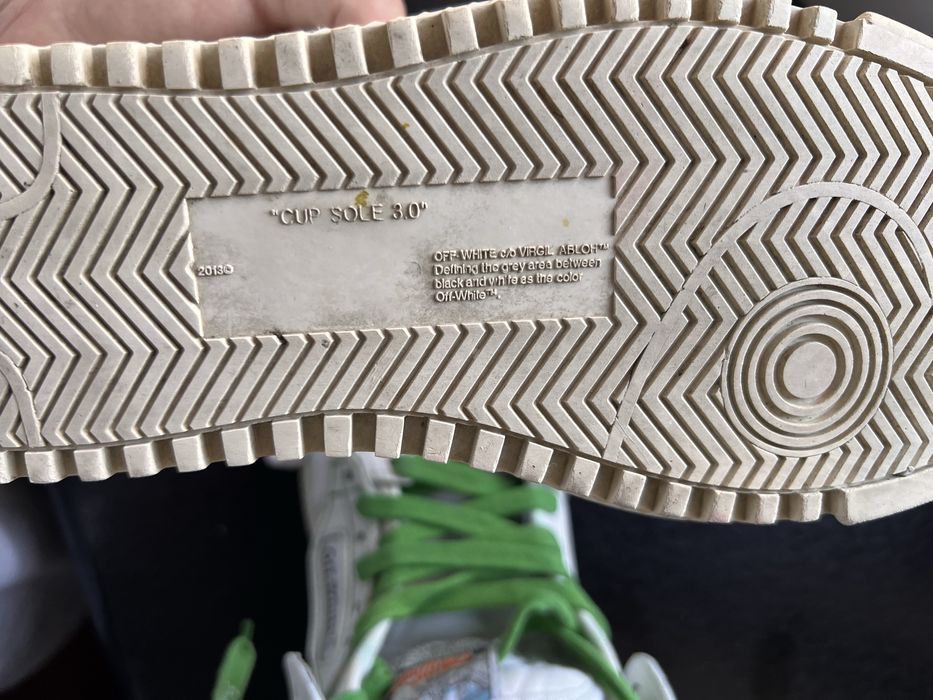 "CUP SOLE 3.0"
2013©
OFF-WHITE c/o VIRGIL ABLOH™
Defining the grey area between
black and white as the color
Off-White™.